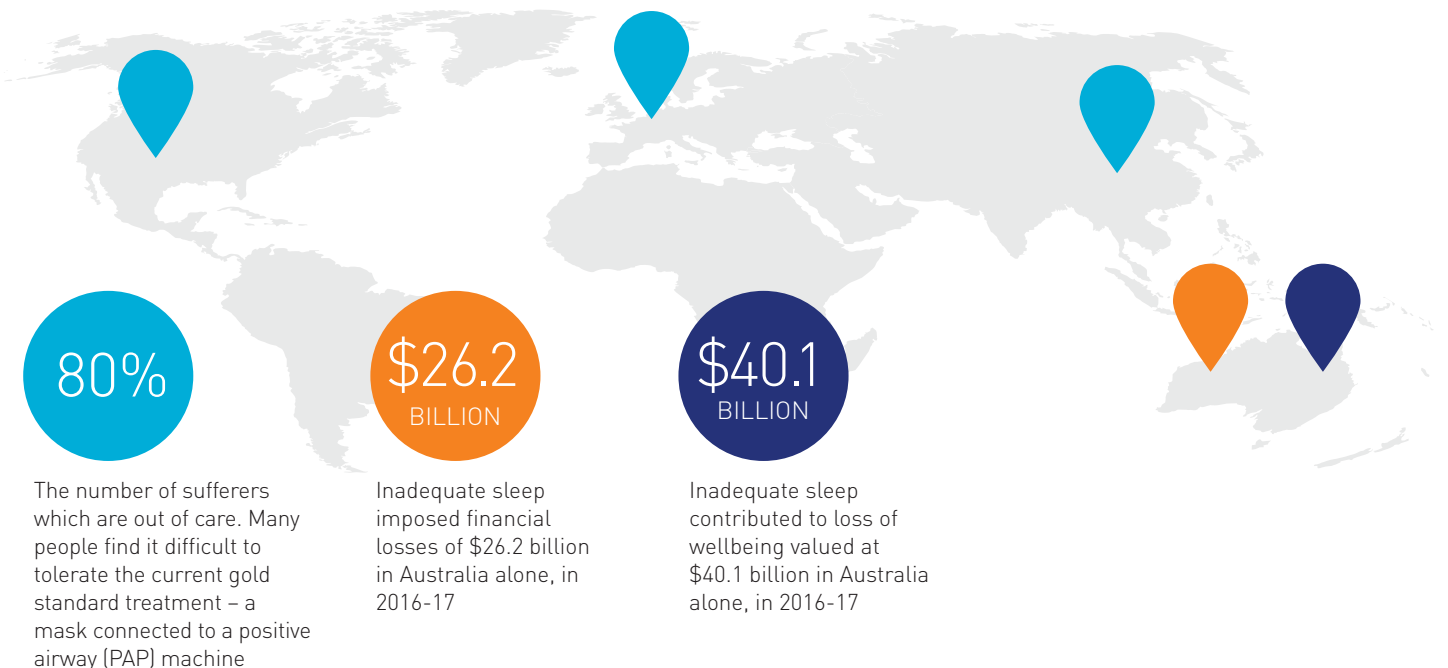 80%
The number of sufferers
which are out of care. Many
people find it difficult to
tolerate the current gold
standard treatment – a
mask connected to a positive
airway (PAP) machine
$26.2
BILLION
Inadequate sleep
imposed financial
losses of $26.2 billion
in Australia alone, in
2016-17
$40.1
BILLION
Inadequate sleep
contributed to loss of
wellbeing valued at
$40.1 billion in Australia
alone, in 2016-17